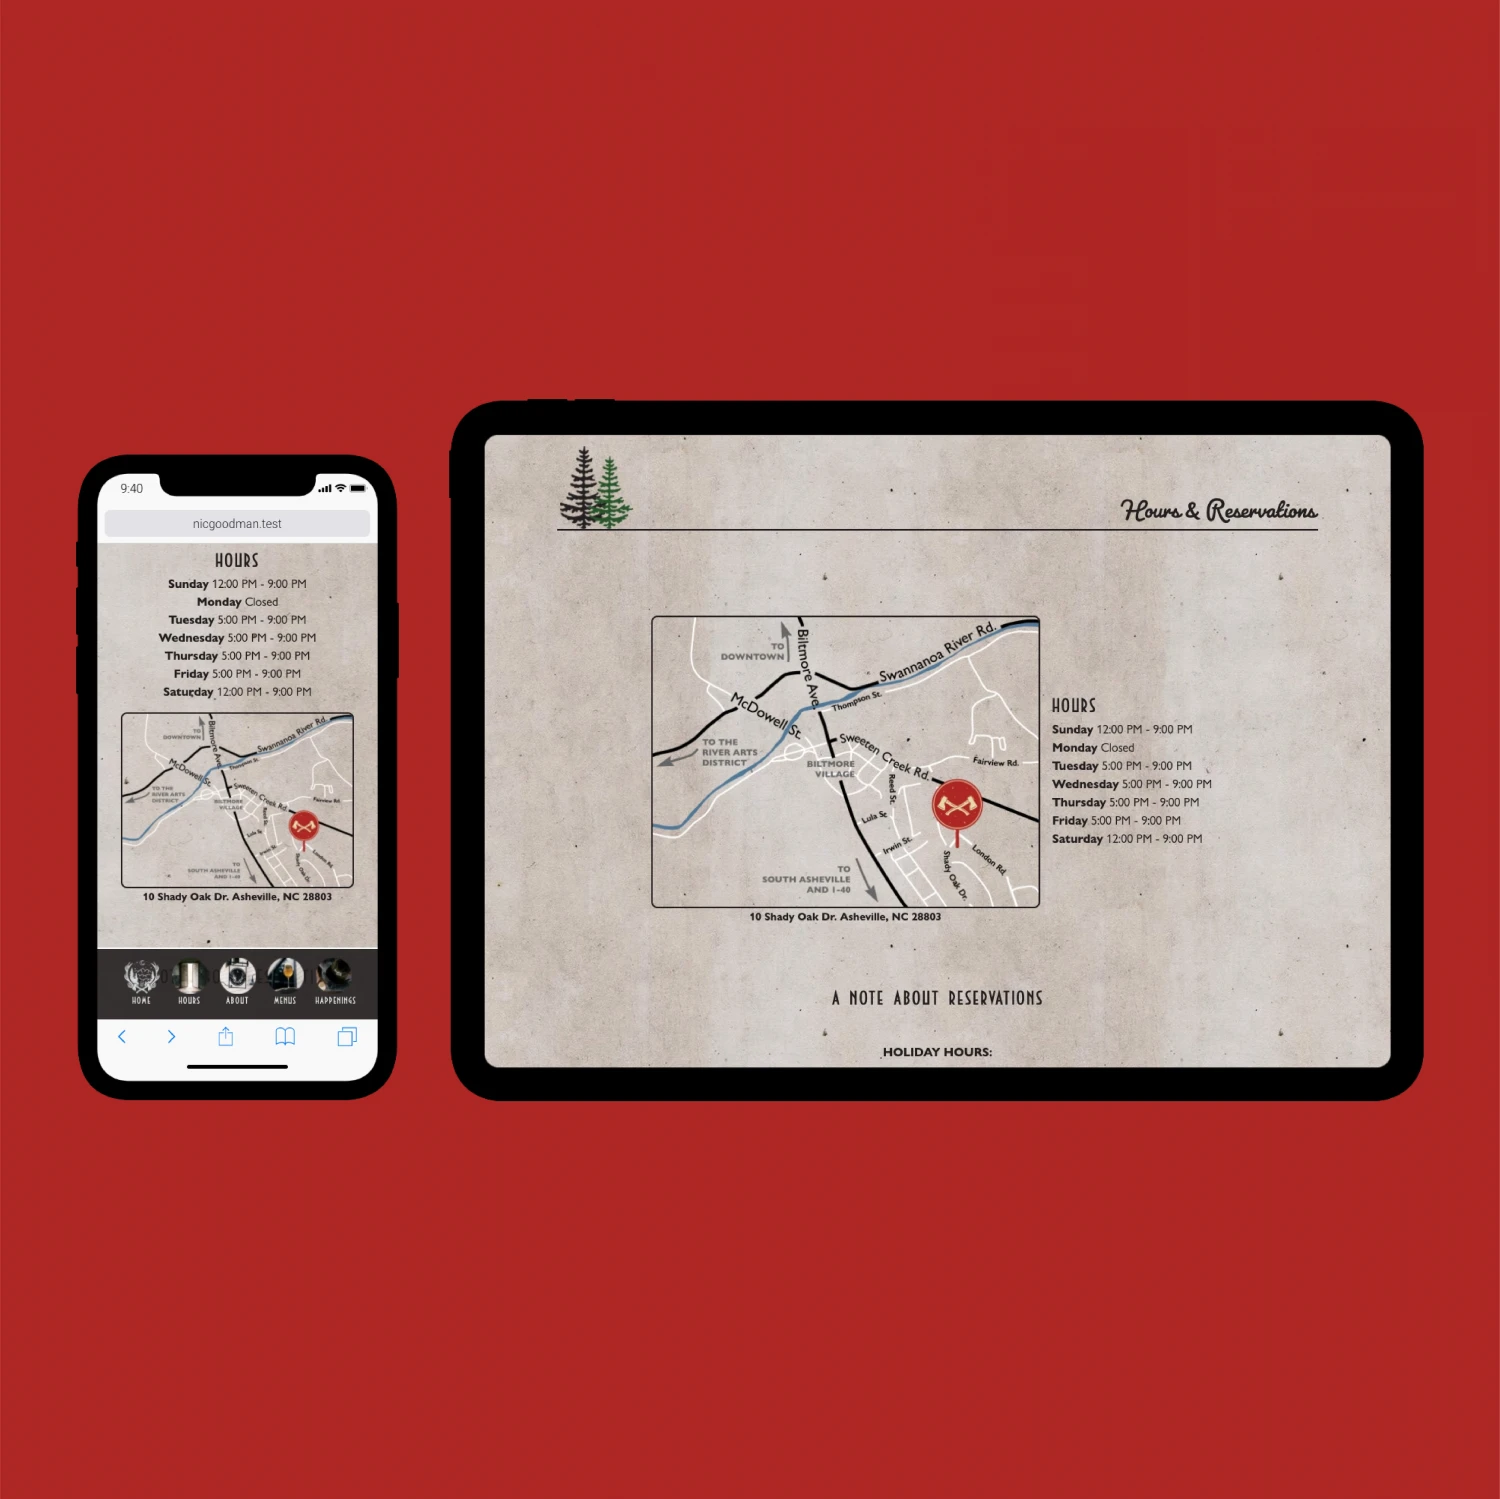 9:40
nicgoodman.test
HOURS
Sunday 12:00 PM - 9:00 PM
Monday Closed
Tuesday 5:00 PM - 9:00 PM
Wednesday 5:00 PM - 9:00 PM
Thursday 5:00 PM - 9:00 PM
Friday 5:00 PM - 9:00 PM
Saturday 12:00 PM - 9:00 PM
TO
DOWNTOWN
Biltmore Ave.
Swannanoa River Rd.
Thompson St.
McDowell St.
TO THE
RIVER ARTS
DISTRICT
BILTMORE
VILLAGE
Sweeten Creek Rd.
Reed St.
Fairview Rd.
Lula St.
Irwin St.
London Rd.
Shady Oak Dr.
TO
SOUTH ASHEVILLE
AND I-40
10 Shady Oak Dr. Asheville, NC 28803
HOME
HOURS
ABOUT
MENUS
HAPPENINGS
Hours & Reservations
TO
DOWNTOWN
Biltmore Ave.
Swannanoa River Rd.
Thompson St.
McDowell St.
TO THE
RIVER ARTS
DISTRICT
BILTMORE
VILLAGE
Sweeten Creek Rd.
Reed St.
Fairview Rd.
Lula St.
Irwin St.
London Rd.
Shady Oak Dr.
TO
SOUTH ASHEVILLE
AND I-40
10 Shady Oak Dr. Asheville, NC 28803
HOURS
Sunday 12:00 PM - 9:00 PM
Monday Closed
Tuesday 5:00 PM - 9:00 PM
Wednesday 5:00 PM - 9:00 PM
Thursday 5:00 PM - 9:00 PM
Friday 5:00 PM - 9:00 PM
Saturday 12:00 PM - 9:00 PM
A NOTE ABOUT RESERVATIONS
HOLIDAY HOURS: